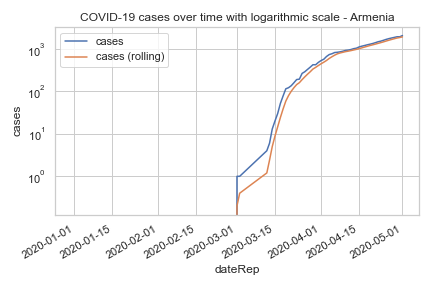 COVID-19 cases over time with logarithmic scale - Armenia
cases
cases (rolling)
10³
10²
10¹
10⁰
cases
2020-01-01
2020-01-15
2020-02-01
2020-02-15
2020-03-01
2020-03-15
2020-04-01
2020-04-15
2020-05-01
dateRep